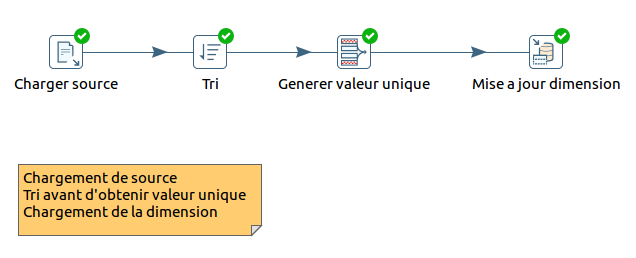 Charger source
Tri
Generer valeur unique
Mise a jour dimension
Chargement de source
Tri avant d'obtenir valeur unique
Chargement de la dimension